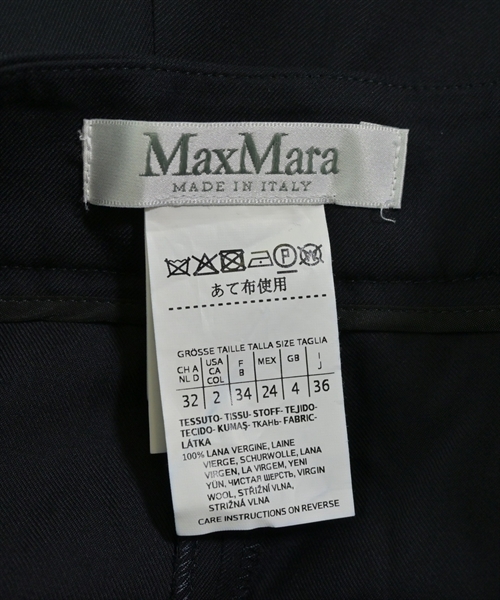 MaxMara
MADE IN ITALY
P
あて布使用
GRÖSSE TAILLE TALLA SIZE TAGLIA
CH A NL D USA CA COL F B MEX GB I J
32 2 34 24 4 36
TESSUTO- TISSU- STOFF- TEJIDO-
TECIDO- KUMAŞ- ТКАНЬ- FABRIC-
LÁTKA
100% LANA VERGINE, LAINE
VIERGE, SCHURWOLLE, LANA
VIRGEN, LA VIRGEM, YENI
YÜN, ЧИСТАЯ ШЕРСТЬ, VIRGIN
WOOL, STŘIŽNÍ VLNA,
STRIŽNÁ VLNA
CARE INSTRUCTIONS ON REVERSE